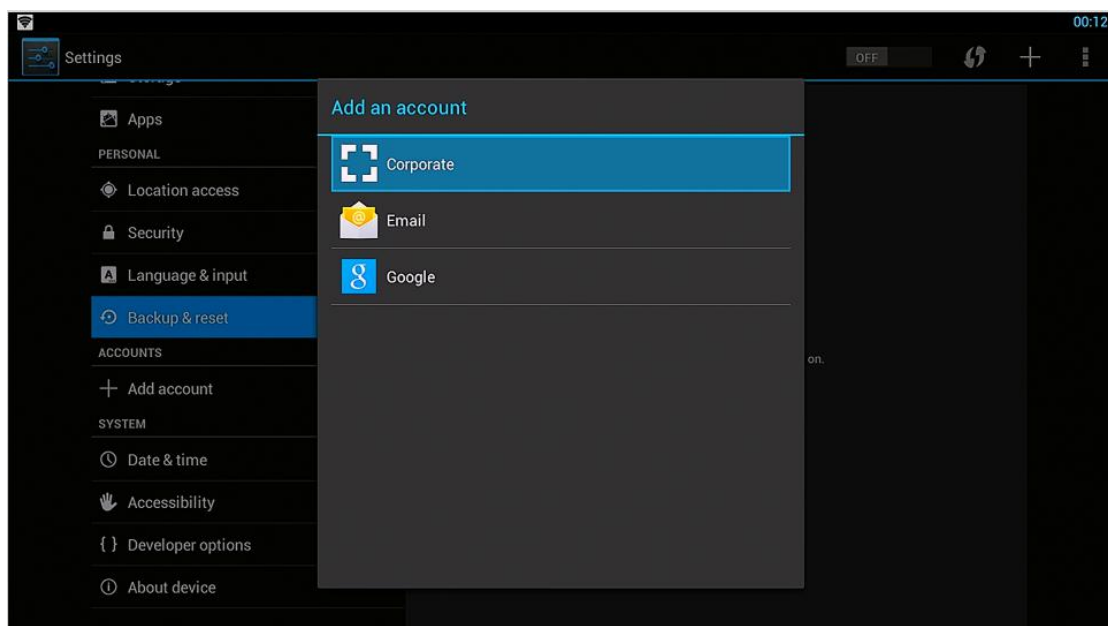 00:12
Settings
OFF
Add an account
Corporate
Email
Google
Apps
PERSONAL
Location access
Security
Language & input
Backup & reset
ACCOUNTS
Add account
SYSTEM
Date & time
Accessibility
Developer options
About device
on.